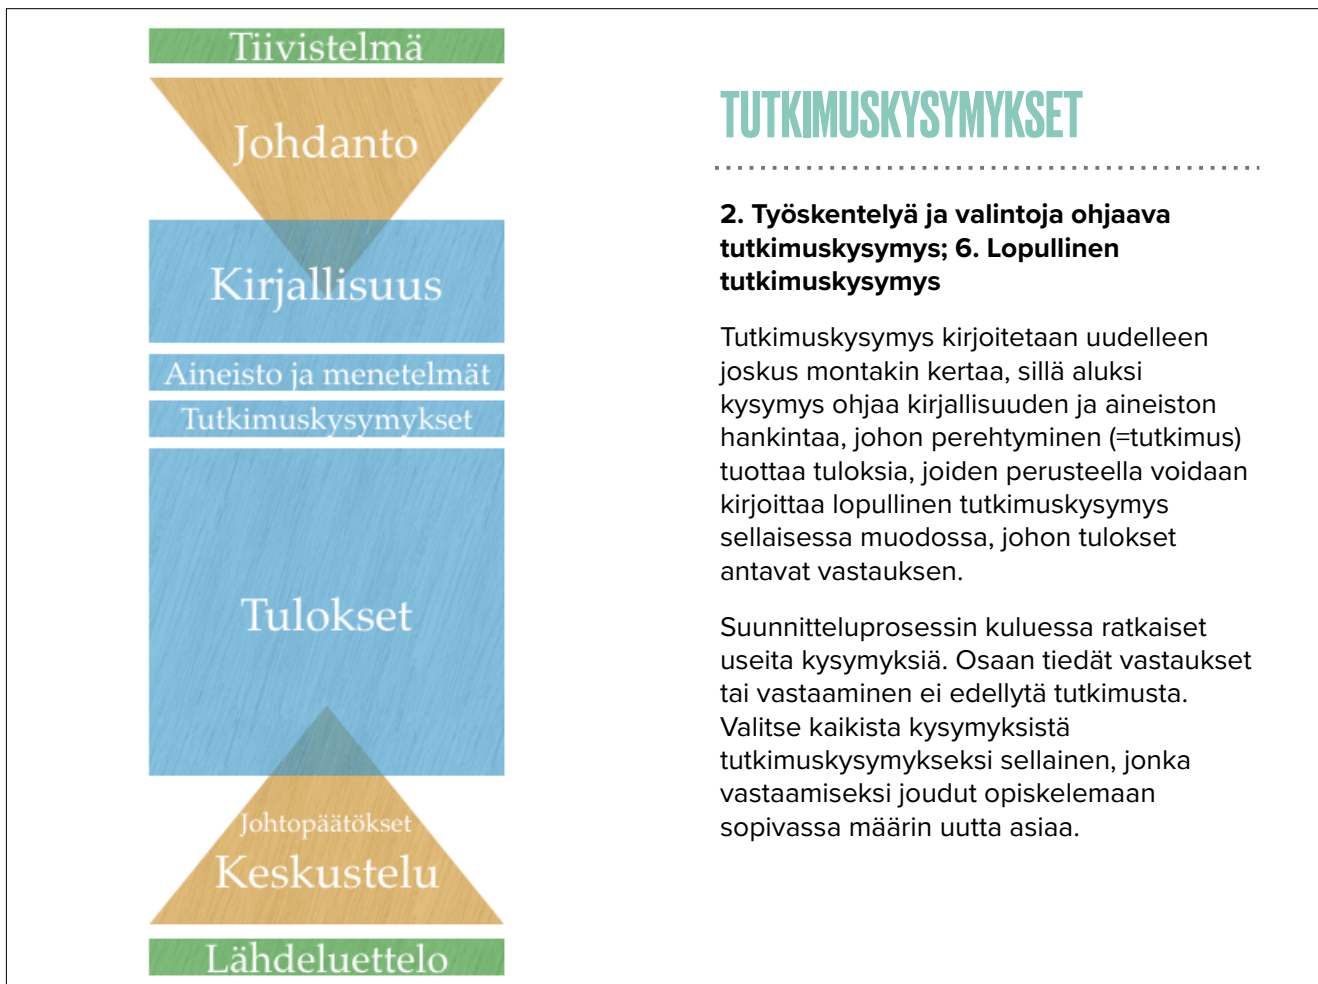 Tiivistelmä
Johdanto
Kirjallisuus
Aineisto ja menetelmät
Tutkimuskysymykset
Tulokset
Johtopäätökset
Keskustelu
Lähdeluettelo
TUTKIMUSKYSYMYKSET
2. Työskentelyä ja valintoja ohjaava
tutkimuskysymys; 6. Lopullinen
tutkimuskysymys
Tutkimuskysymys kirjoitetaan uudelleen
joskus montakin kertaa, sillä aluksi
kysymys ohjaa kirjallisuuden ja aineiston
hankintaa, johon perehtyminen (=tutkimus)
tuottaa tuloksia, joiden perusteella voidaan
kirjoittaa lopullinen tutkimuskysymys
sellaisessa muodossa, johon tulokset
antavat vastauksen.
Suunnitteluprosessin kuluessa ratkaiset
useita kysymyksiä. Osaan tiedät vastaukset
tai vastaaminen ei edellytä tutkimusta.
Valitse kaikista kysymyksistä
tutkimuskysymykseksi sellainen, jonka
vastaamiseksi joudut opiskelemaan
sopivassa määrin uutta asiaa.